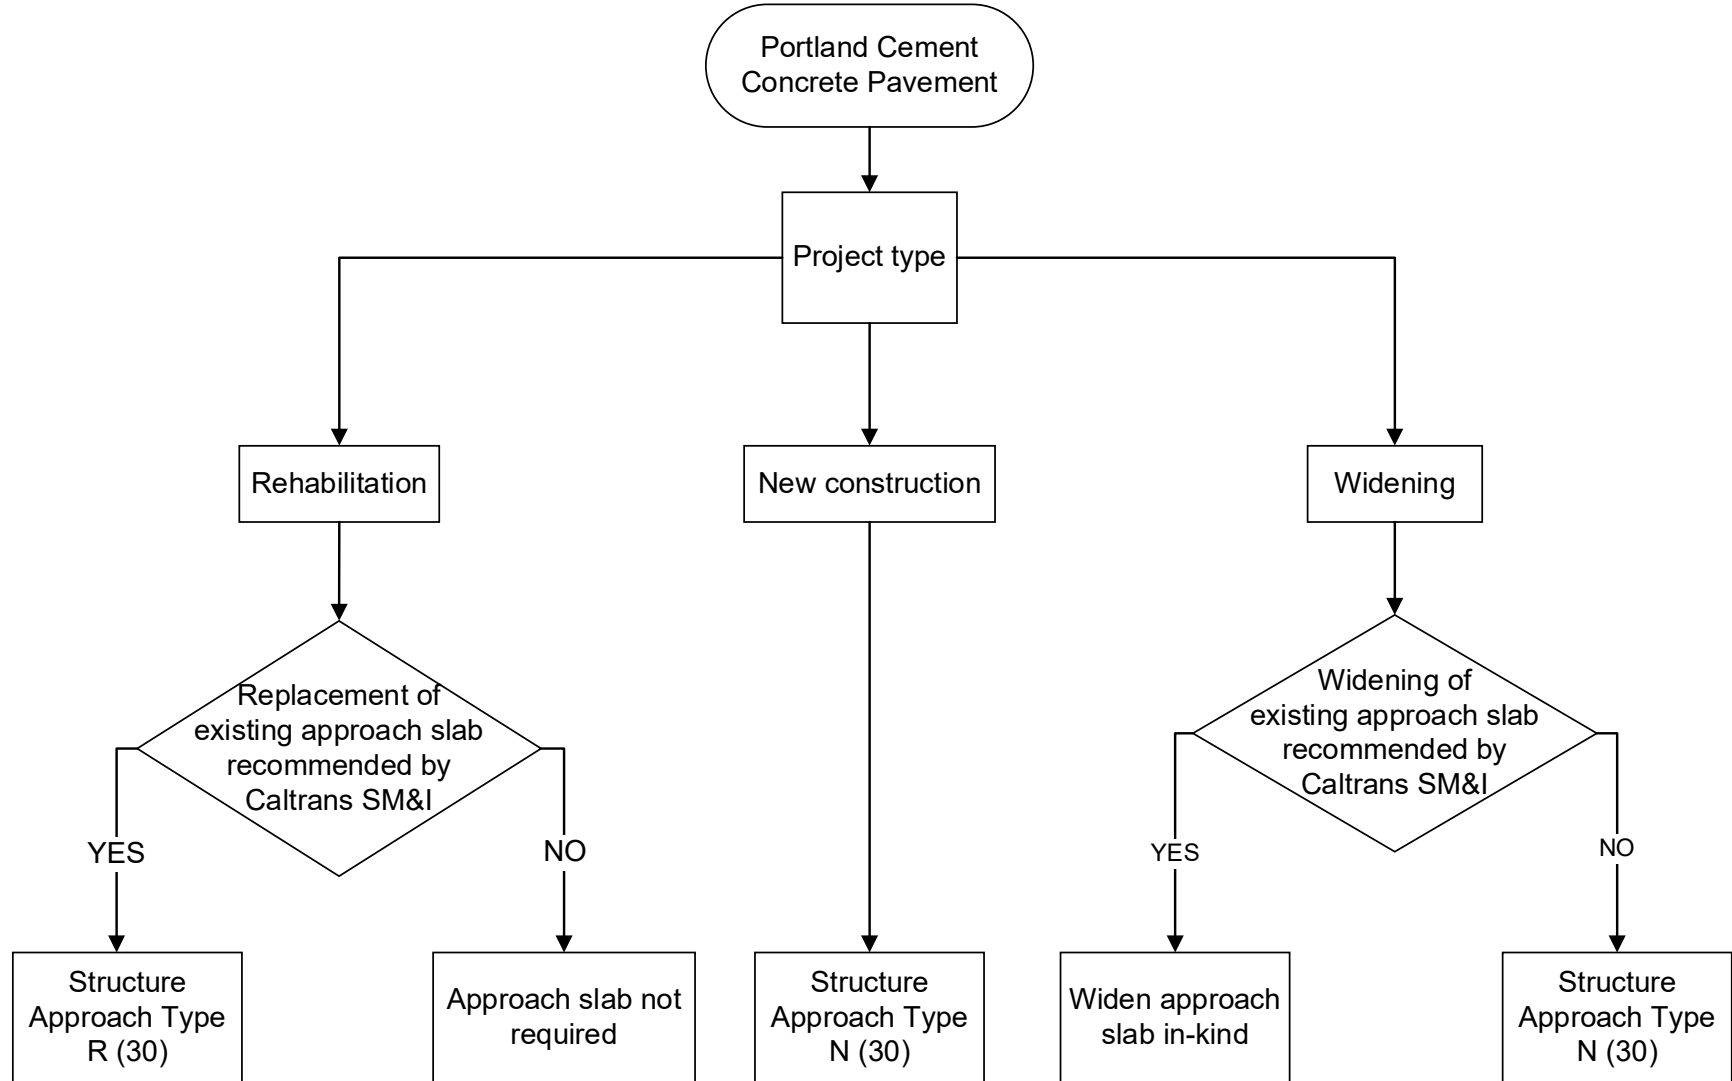 Portland Cement
Concrete Pavement
Project type
Rehabilitation
New construction
Widening
Replacement of
existing approach slab
recommended by
Caltrans SM&I
Widening of
existing approach slab
recommended by
Caltrans SM&I
YES
NO
YES
NO
Structure
Approach Type
R (30)
Approach slab not
required
Structure
Approach Type
N (30)
Widen approach
slab in-kind
Structure
Approach Type
N (30)